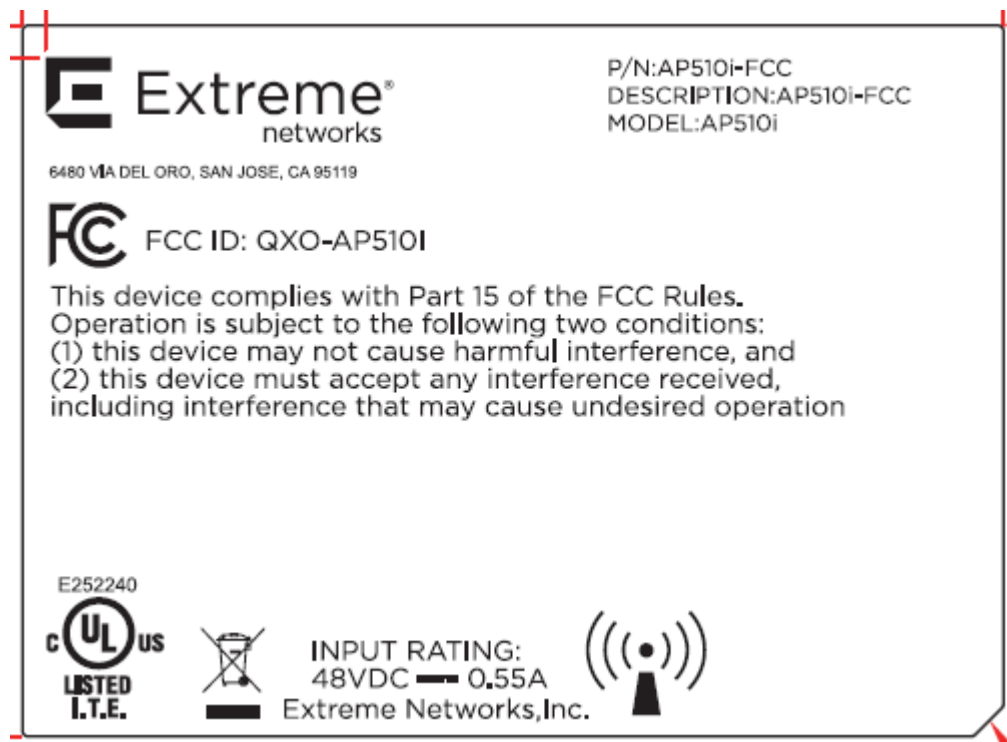 Extreme®
networks
P/N:AP510i-FCC
DESCRIPTION:AP510i-FCC
MODEL:AP510i
6480 VIA DEL ORO, SAN JOSE, CA 95119
FC FCC ID: QXO-AP510I
This device complies with Part 15 of the FCC Rules.
Operation is subject to the following two conditions:
(1) this device may not cause harmful interference, and
(2) this device must accept any interference received,
including interference that may cause undesired operation
E252240
C UL US
LISTED
I.T.E.
INPUT RATING:
48VDC 0.55A
Extreme Networks,Inc.